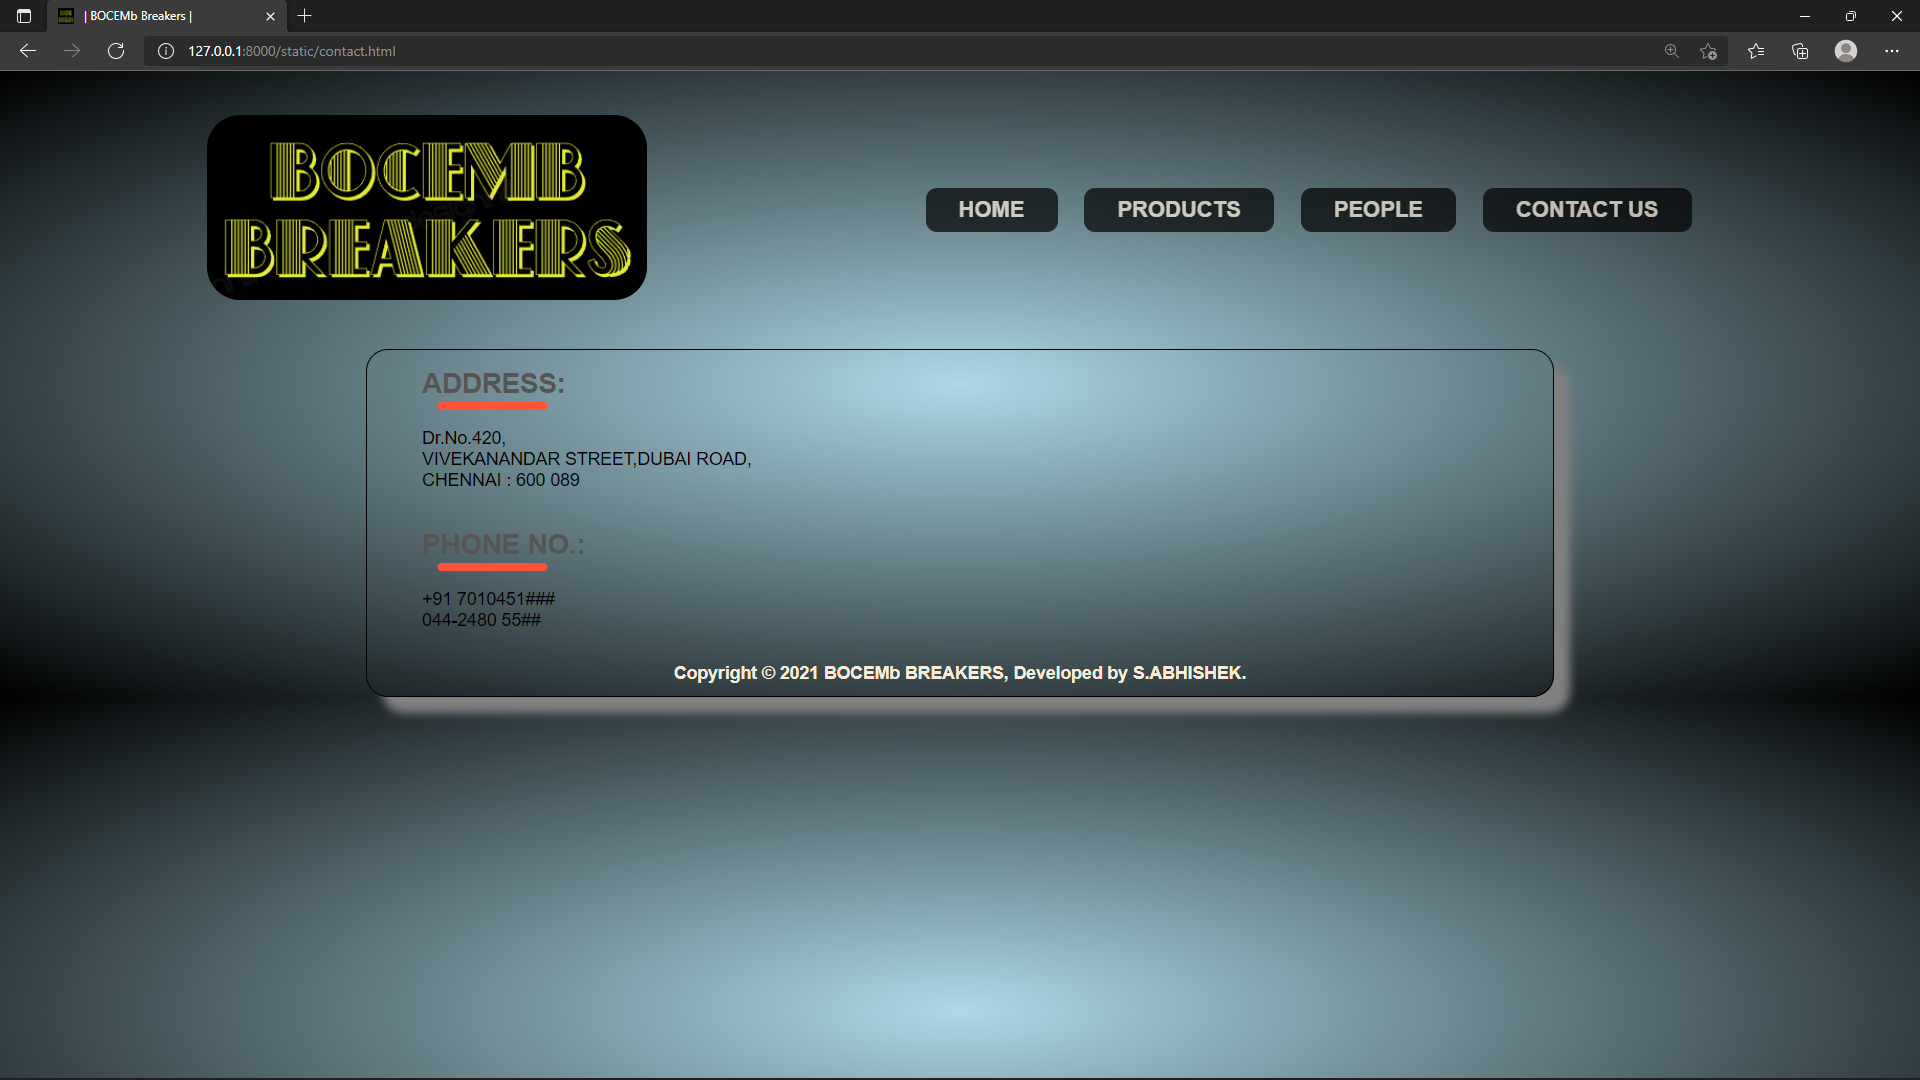 | BOCEMb Breakers |
127.0.0.1:8000/static/contact.html
BOCEMB
BREAKERS
HOME
PRODUCTS
PEOPLE
CONTACT US
ADDRESS:
Dr.No.420,
VIVEKANANDAR STREET,DUBAI ROAD,
CHENNAI : 600 089
PHONE NO.:
+91 7010451###
044-2480 55##
Copyright © 2021 BOCEMb BREAKERS, Developed by S.ABHISHEK.